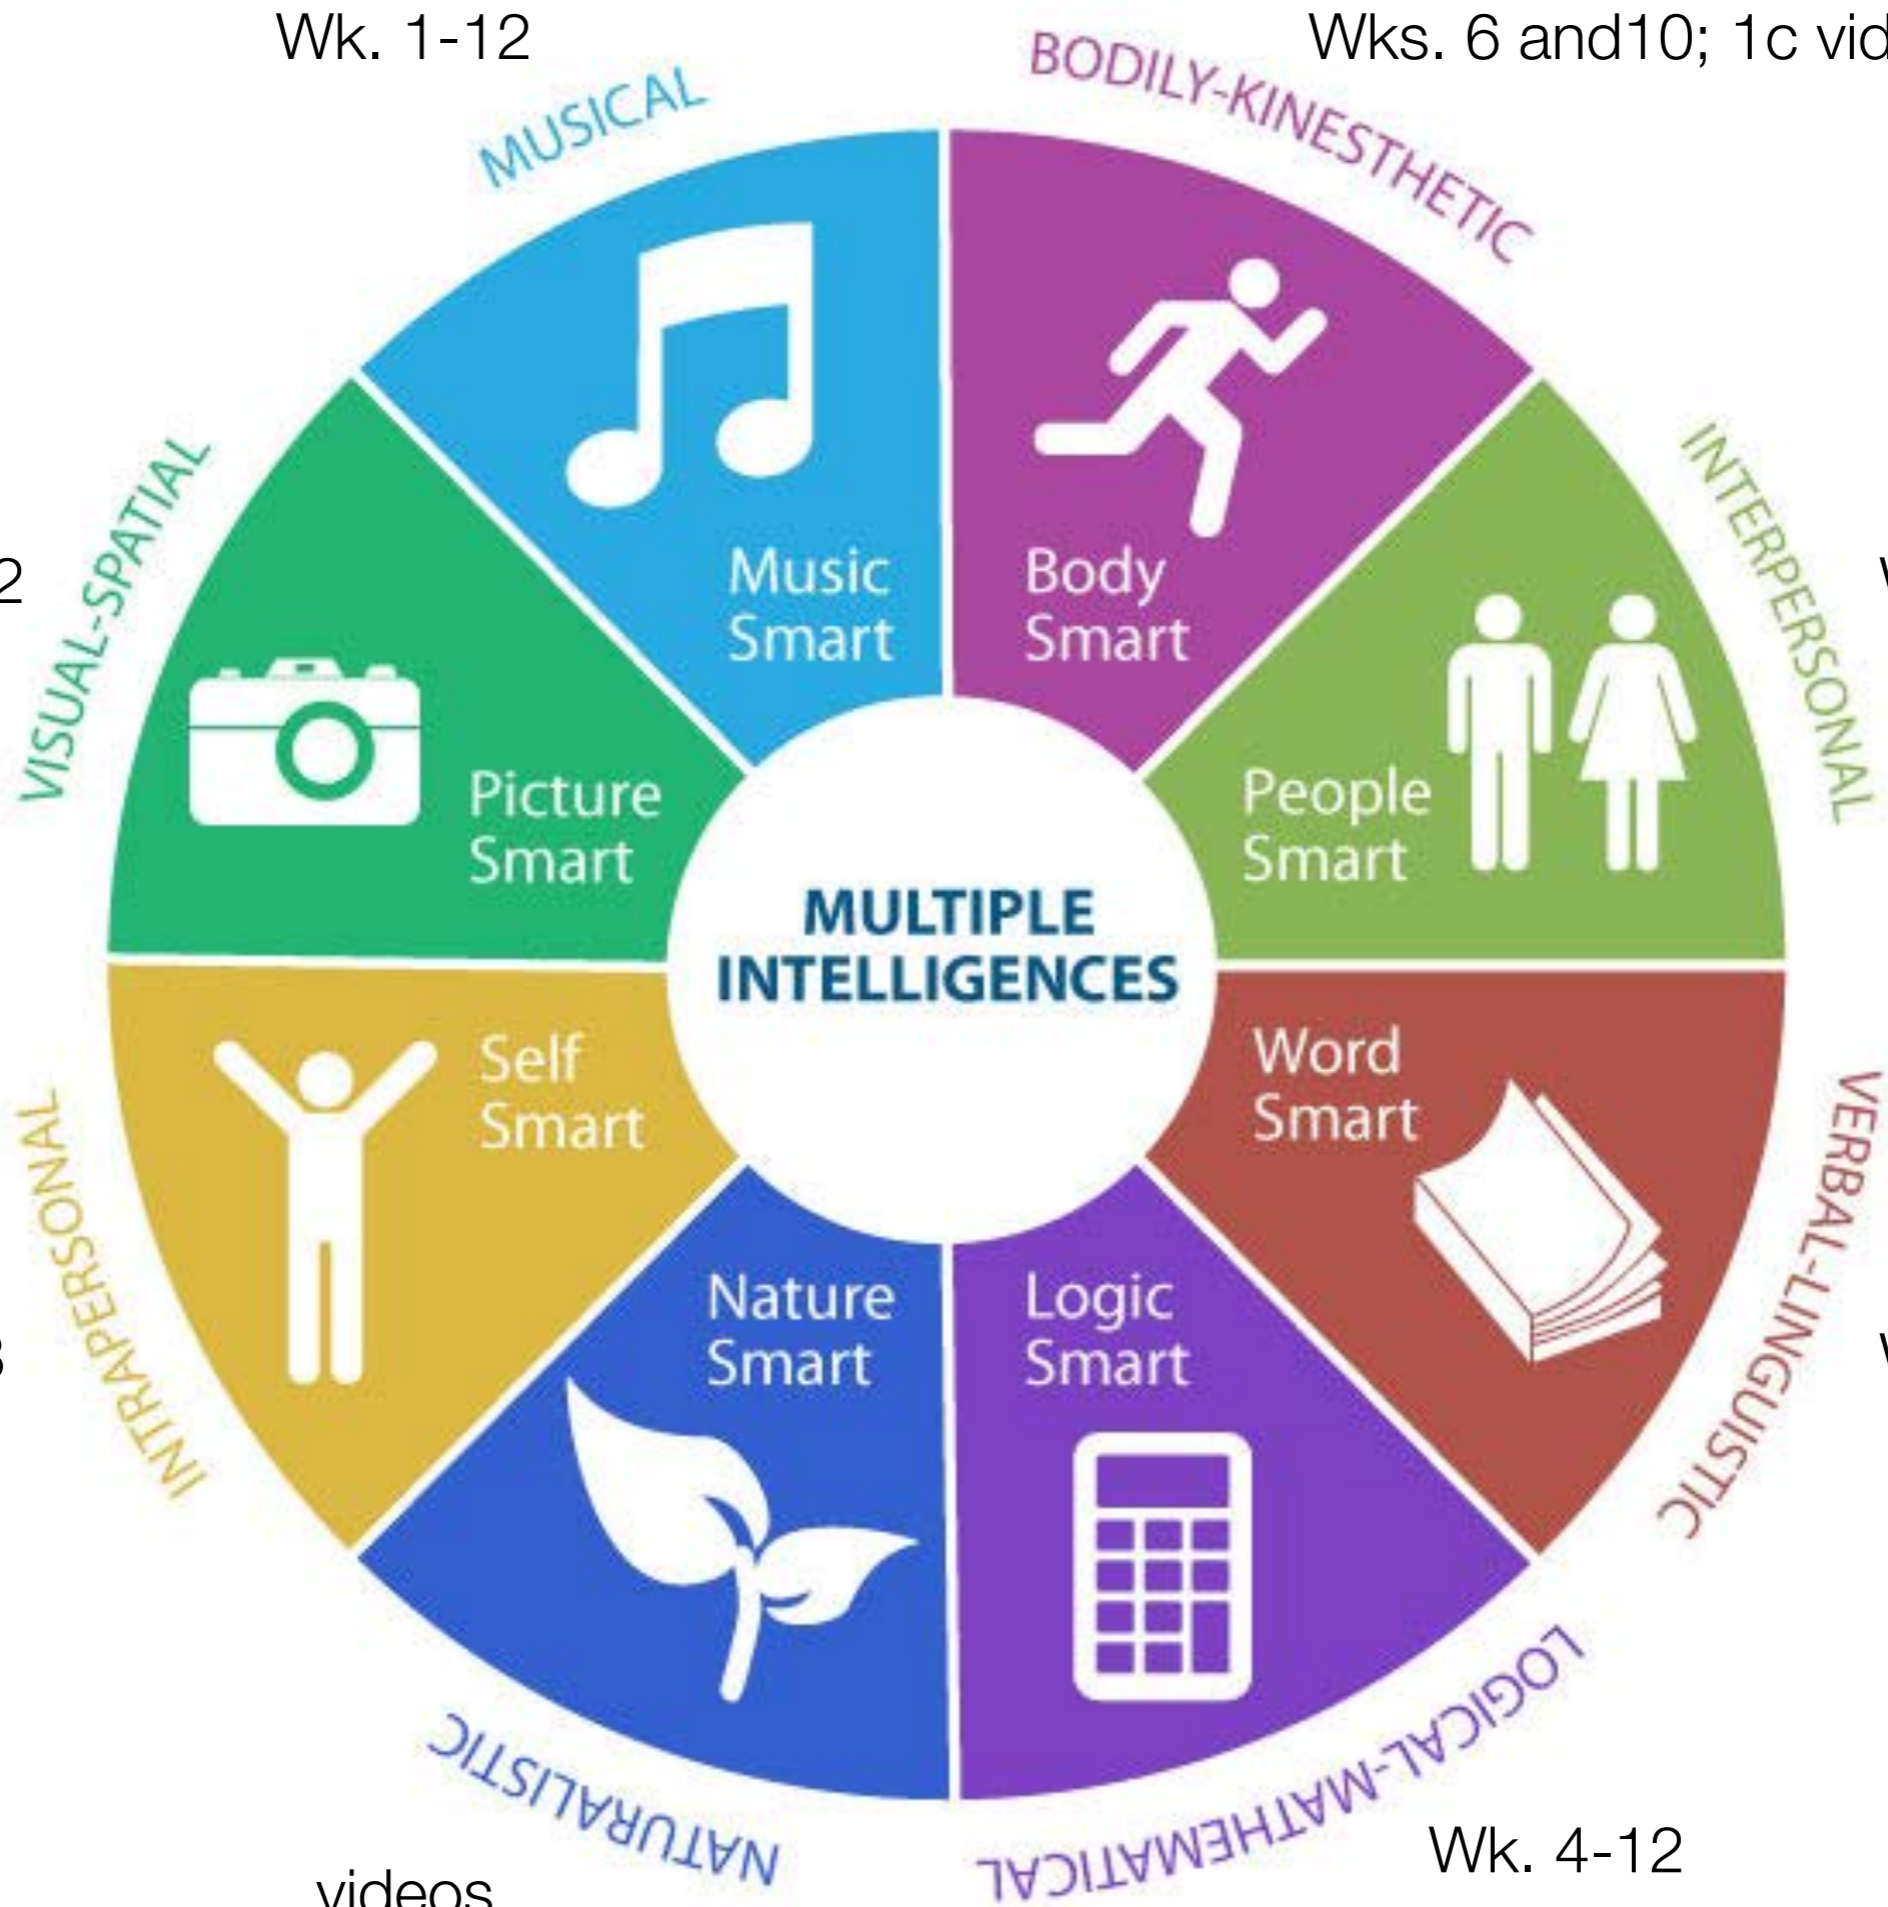 Wk. 1-12
Wks. 6 and10; 1c vid
MUSICAL
BODILY-KINESTHETIC
VISUAL-SPATIAL
INTERPERSONAL
2
Music
Smart
Body
Smart
Picture
Smart
People
Smart
MULTIPLE
INTELLIGENCES
Self
Smart
Word
Smart
INTRAPERSONAL
VERBAL-LINGUISTIC
Nature
Smart
Logic
Smart
NATURALISTIC
LOGICAL-MATHEMATICAL
Wk. 4-12
videos